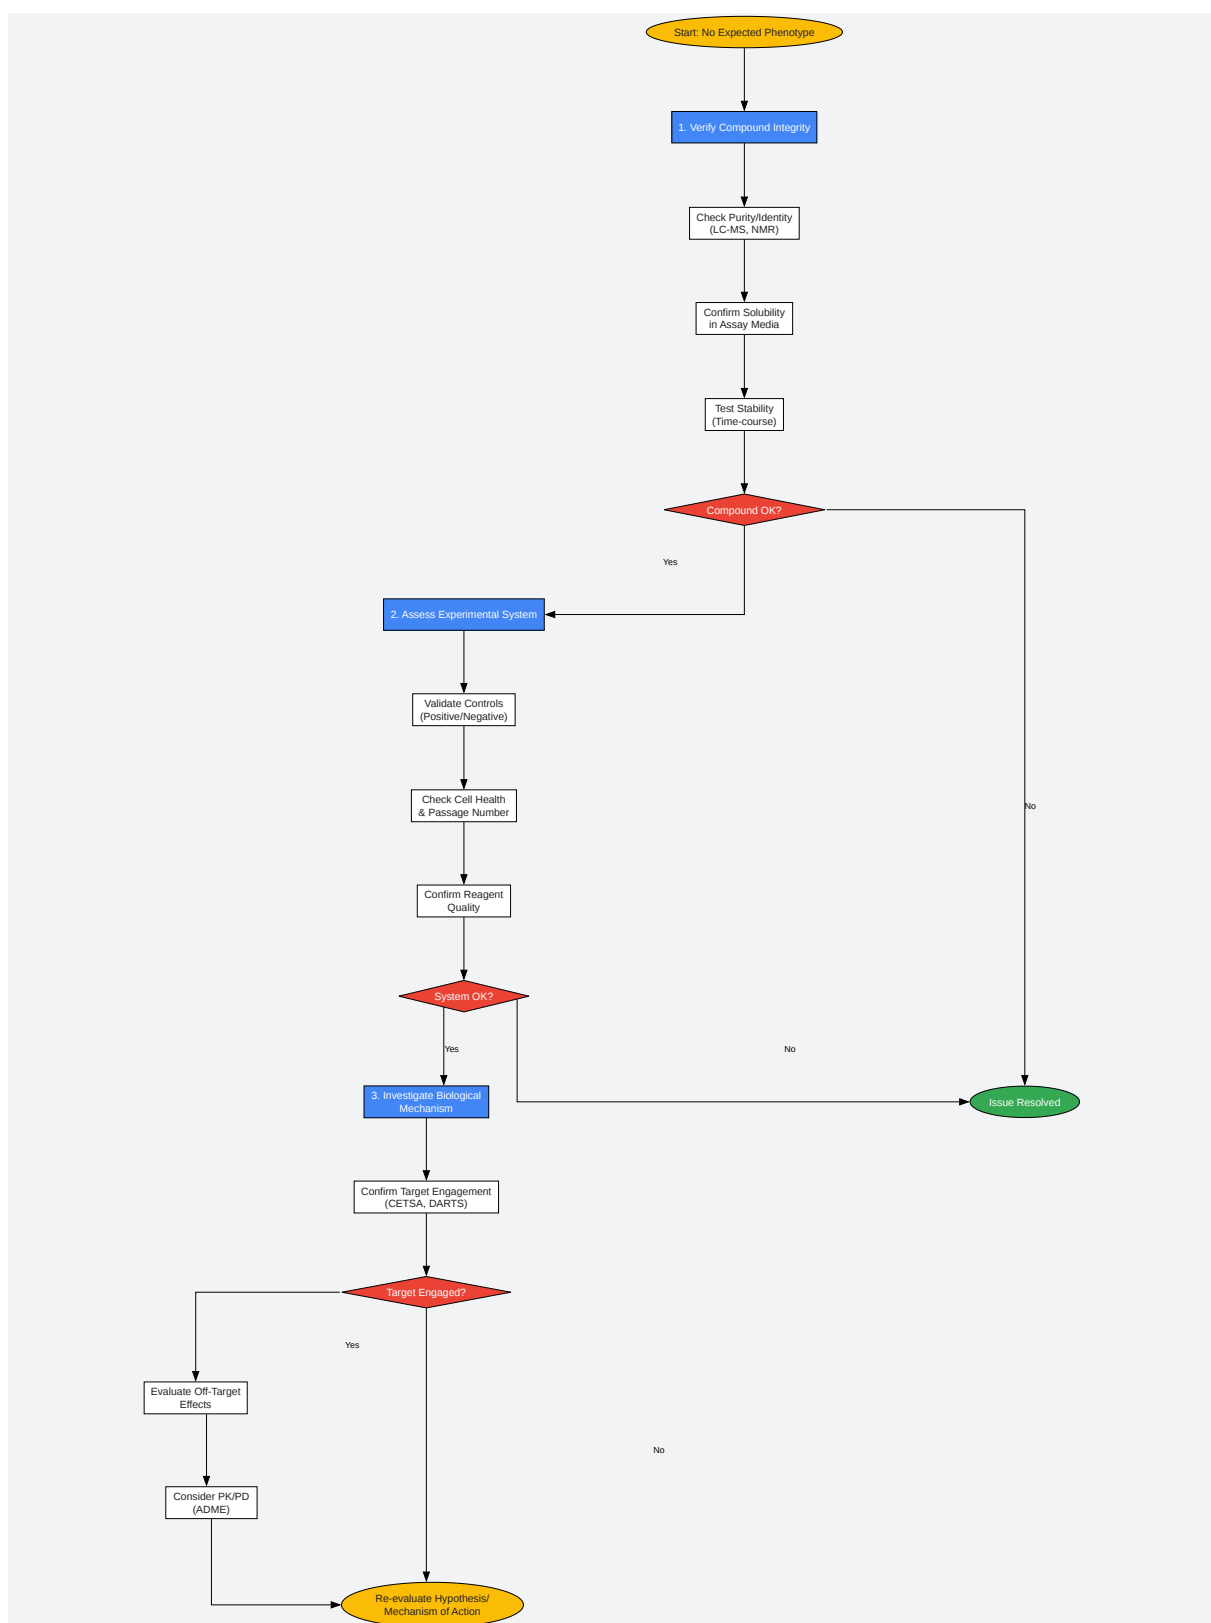 Start: No Expected Phenotype
1. Verify Compound Integrity
Check Purity/Identity
(LC-MS, NMR)
Confirm Solubility
in Assay Media
Test Stability
(Time-course)
Compound OK?
Yes
2. Assess Experimental System
Validate Controls
(Positive/Negative)
Check Cell Health
& Passage Number
No
Confirm Reagent
Quality
System OK?
Yes
No
3. Investigate Biological
Mechanism
Issue Resolved
Confirm Target Engagement
(CETSA, DARTS)
Target Engaged?
Yes
Evaluate Off-Target
Effects
No
Consider PK/PD
(ADME)
Re-evaluate Hypothesis/
Mechanism of Action